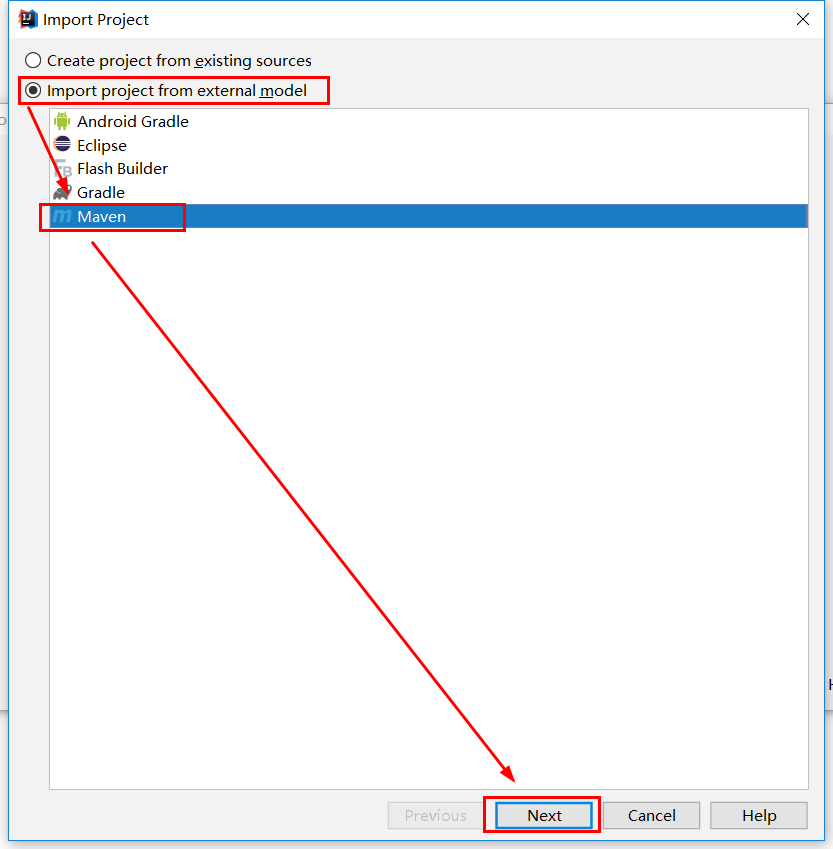 Import Project
Create project from existing sources
Import project from external model
Android Gradle
Eclipse
Flash Builder
Gradle
Maven
Previous Next Cancel Help